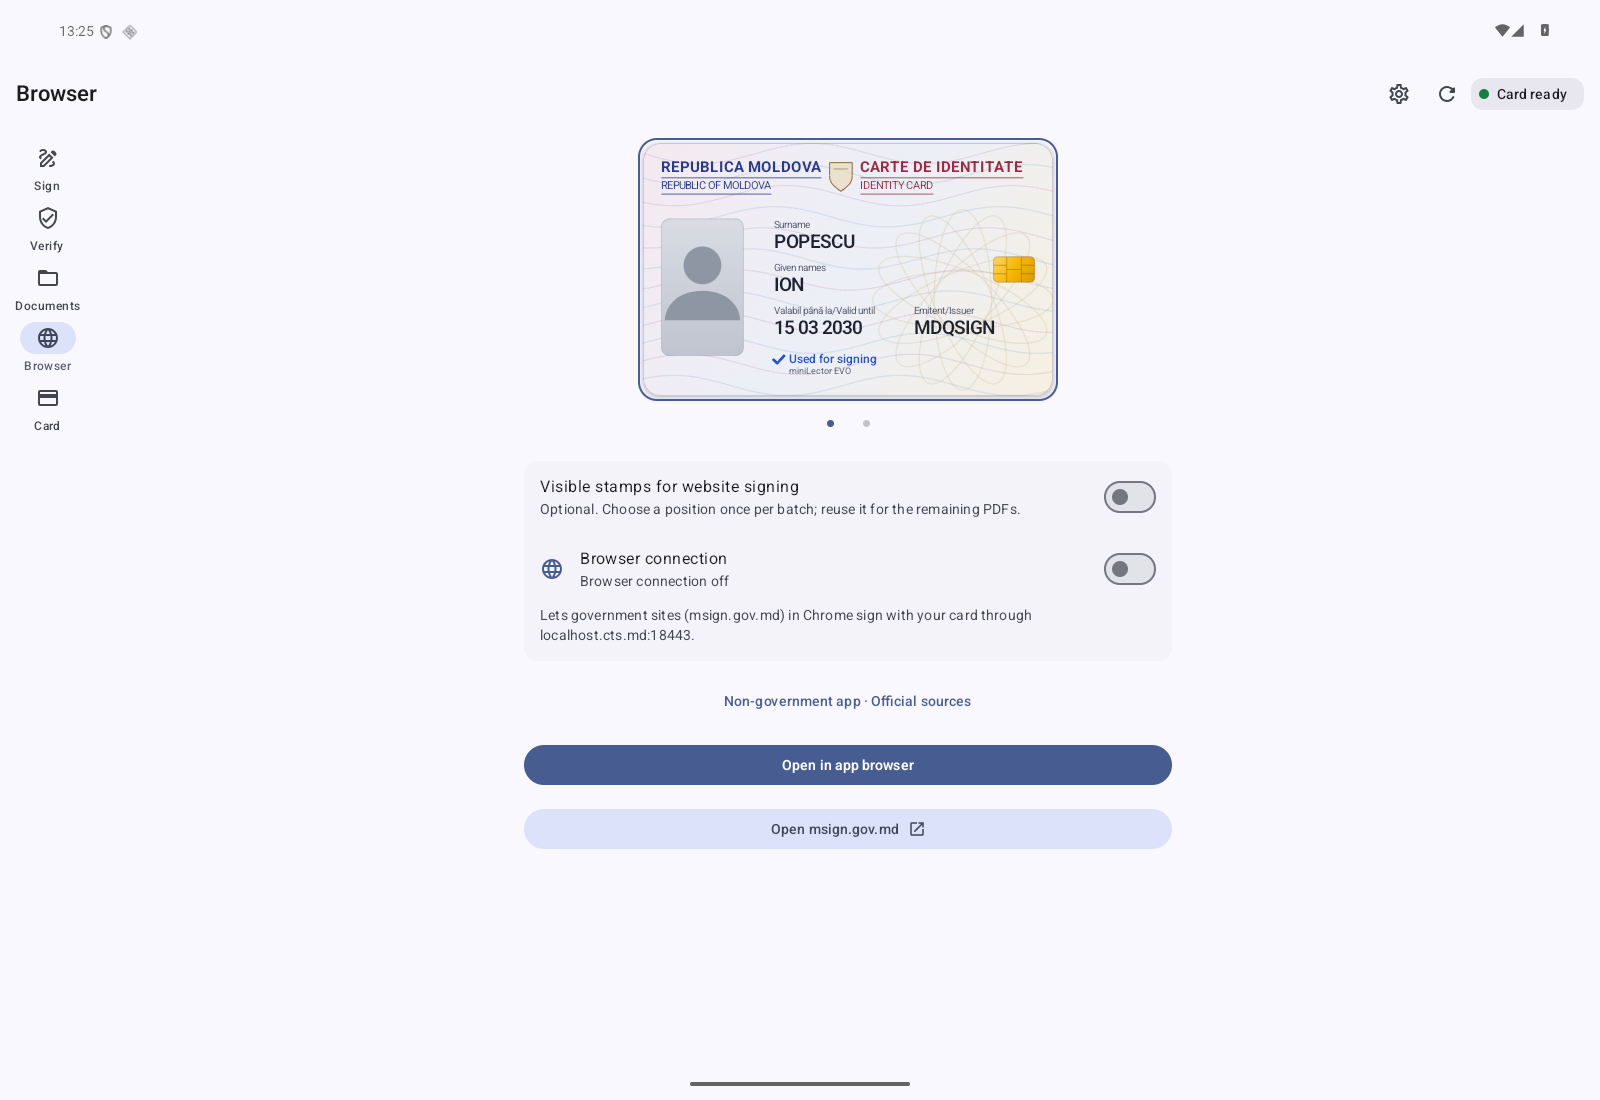 13:25
Browser
Card ready
Sign
Verify
Documents
Browser
Card
REPUBLICA MOLDOVA
CARTE DE IDENTITATE
REPUBLIC OF MOLDOVA
IDENTITY CARD
Surname
POPESCU
Given names
ION
Valabil până la/Valid until
Emitent/Issuer
15 03 2030
MDQSIGN
Used for signing
miniLector EVO
Visible stamps for website signing
Optional. Choose a position once per batch; reuse it for the remaining PDFs.
Browser connection
Browser connection off
Lets government sites (msign.gov.md) in Chrome sign with your card through
localhost.cts.md:18443.
Non-government app · Official sources
Open in app browser
Open msign.gov.md